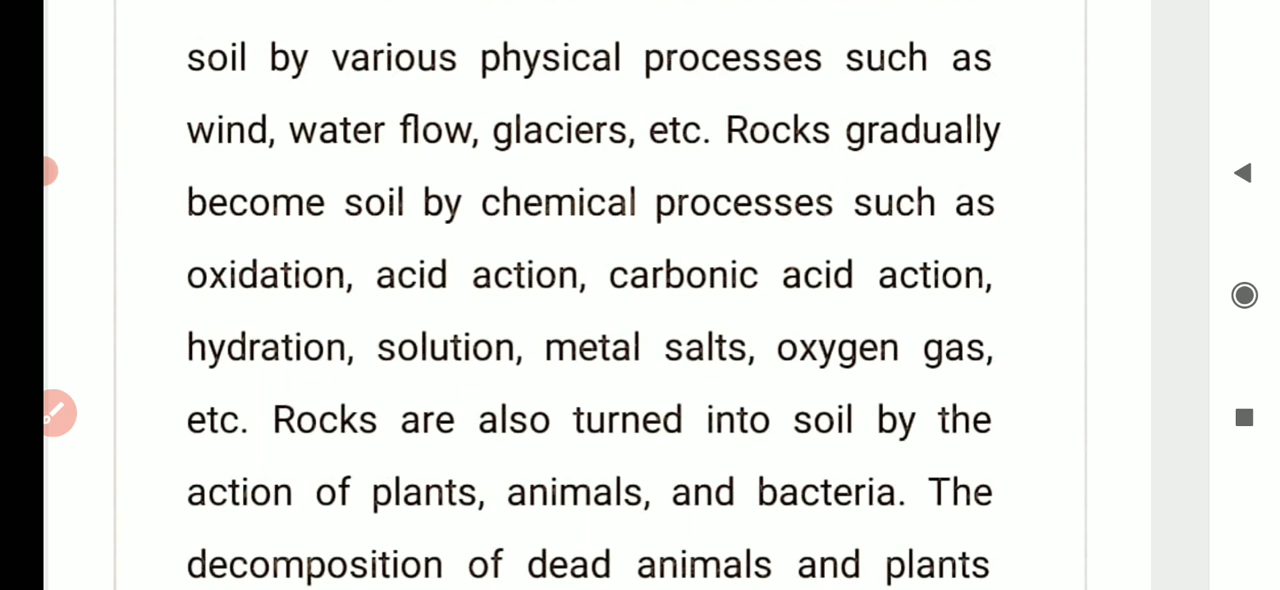 soil by various physical processes such as
wind, water flow, glaciers, etc. Rocks gradually
become soil by chemical processes such as
oxidation, acid action, carbonic acid action,
hydration, solution, metal salts, oxygen gas,
etc. Rocks are also turned into soil by the
action of plants, animals, and bacteria. The
decomposition of dead animals and plants